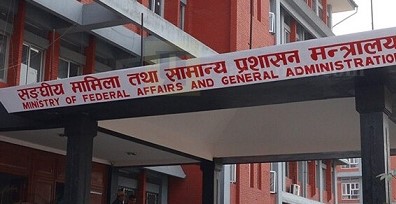 सङ्घीय मामिला तथा सामान्य प्रशासन मन्त्रालय
MINISTRY OF FEDERAL AFFAIRS AND GENERAL ADMINISTRATION